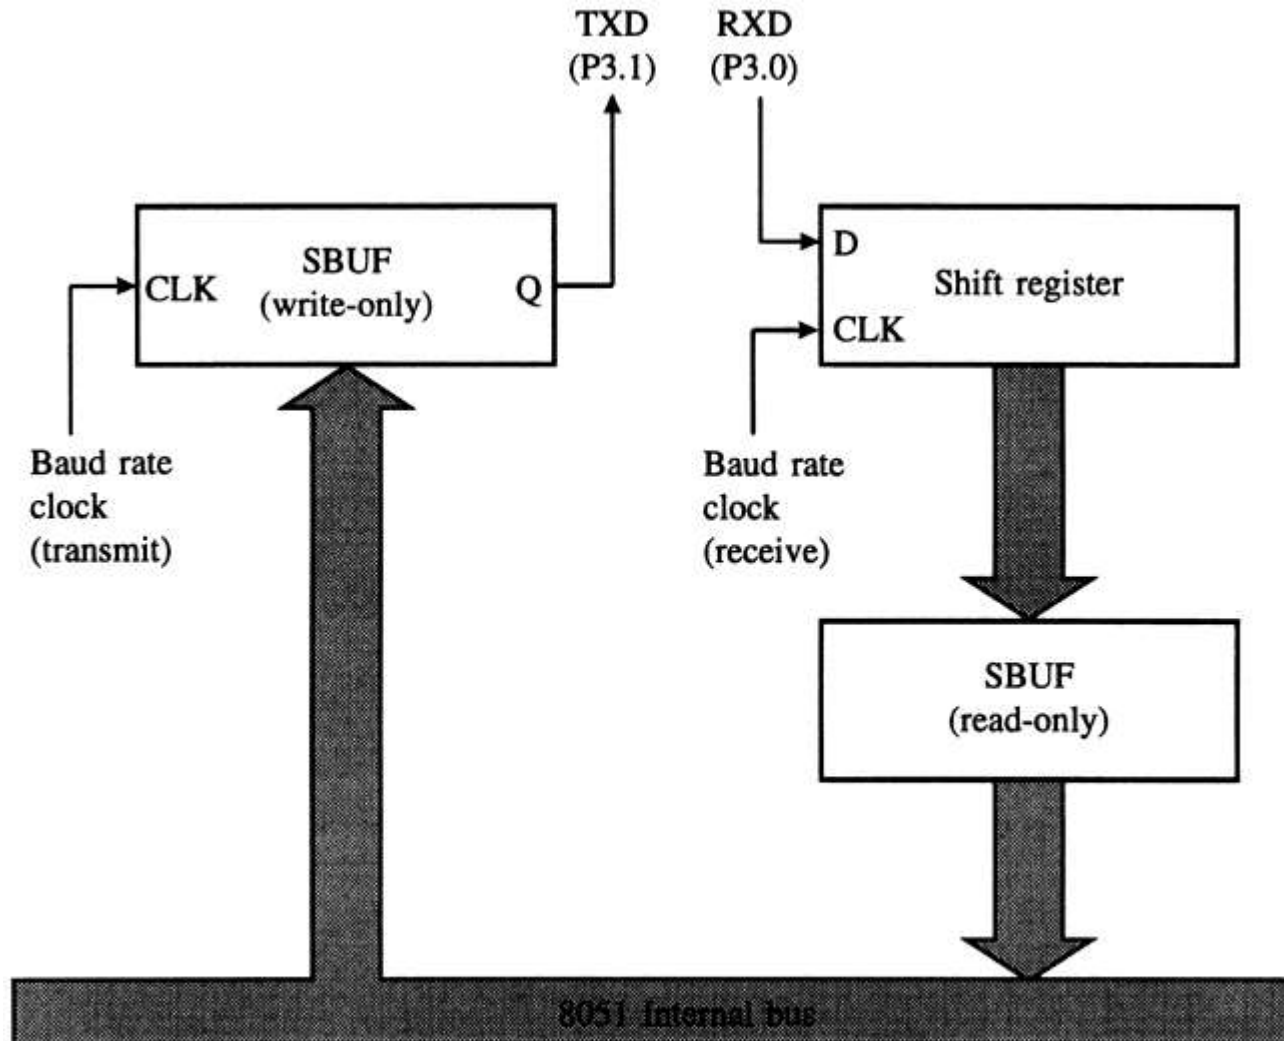 TXD
(P3.1)
RXD
(P3.0)
SBUF
(write-only)
CLK
Q
D
Shift register
CLK
Baud rate
clock
(transmit)
Baud rate
clock
(receive)
SBUF
(read-only)
8051 Internal bus